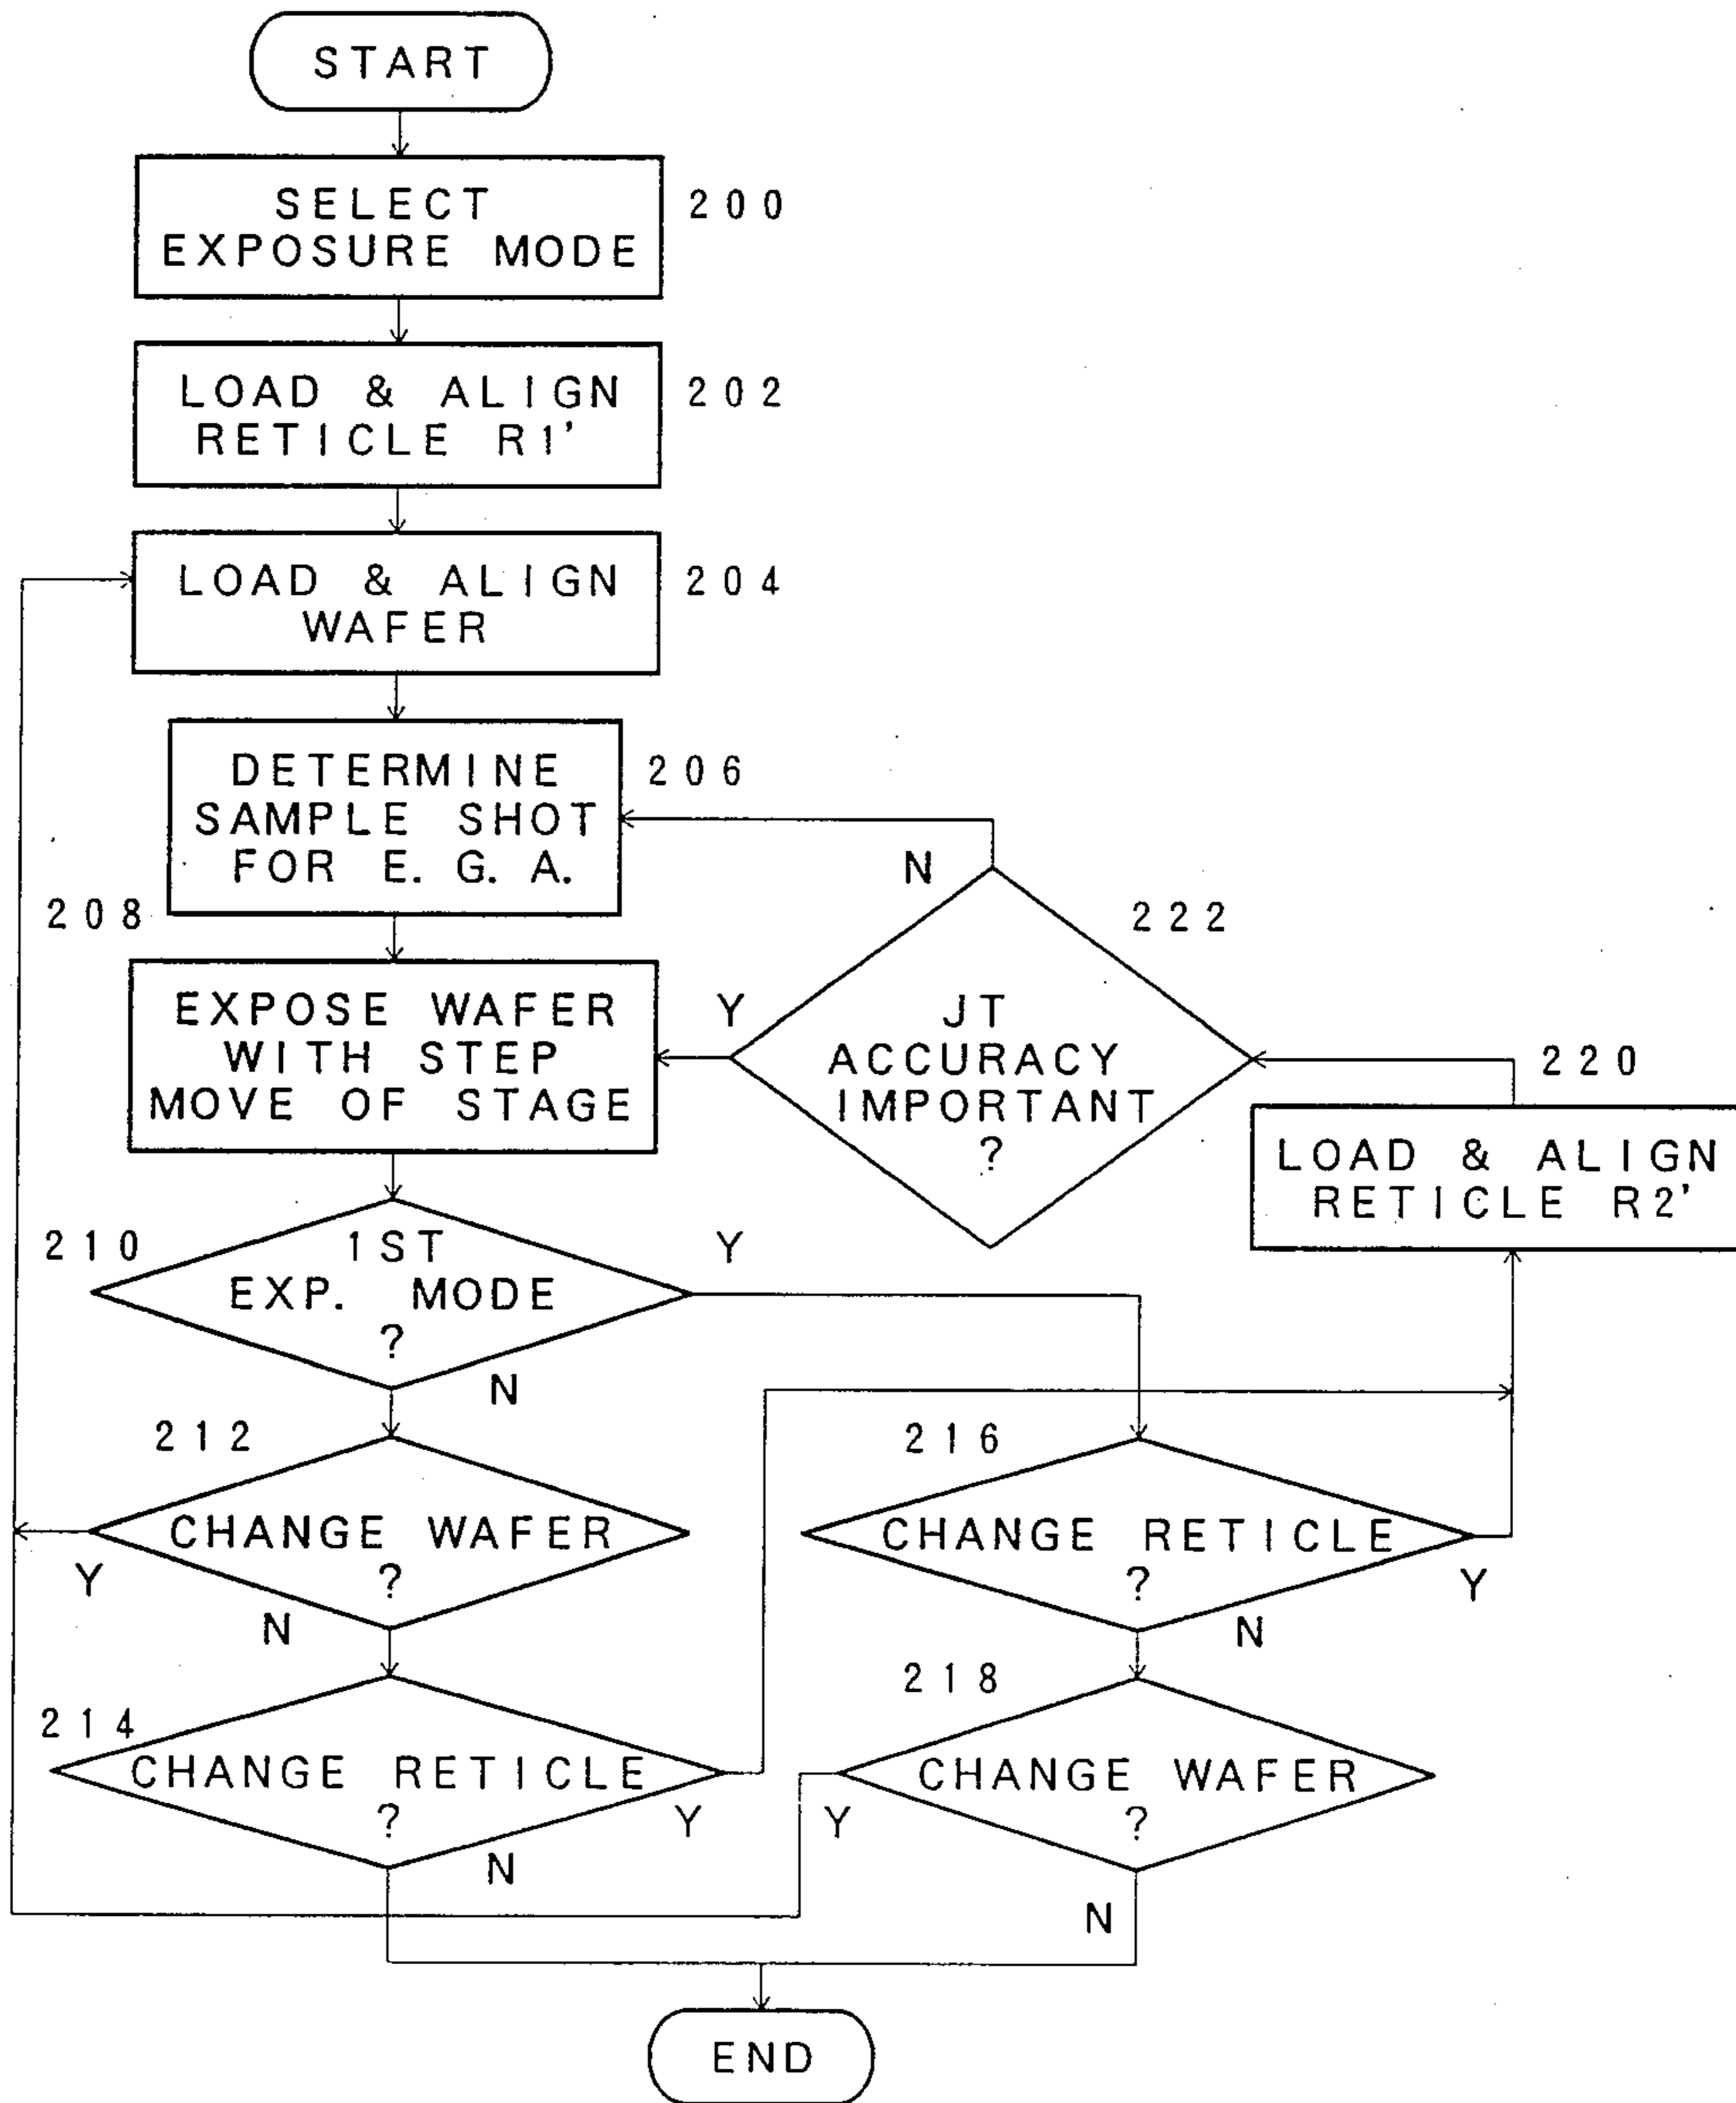 START
SELECT
EXPOSURE MODE
200
LOAD & ALIGN
RETICLE R1'
202
LOAD & ALIGN
WAFER
204
DETERMINE
SAMPLE SHOT
FOR E. G. A.
206
208
EXPOSE WAFER
WITH STEP
MOVE OF STAGE
N
222
Y
JT
ACCURACY
IMPORTANT
?
220
LOAD & ALIGN
RETICLE R2'
210
1ST
EXP. MODE
?
Y
N
212
CHANGE WAFER
?
Y
N
216
CHANGE RETICLE
?
Y
N
214
CHANGE RETICLE
?
Y
N
218
CHANGE WAFER
?
Y
N
END